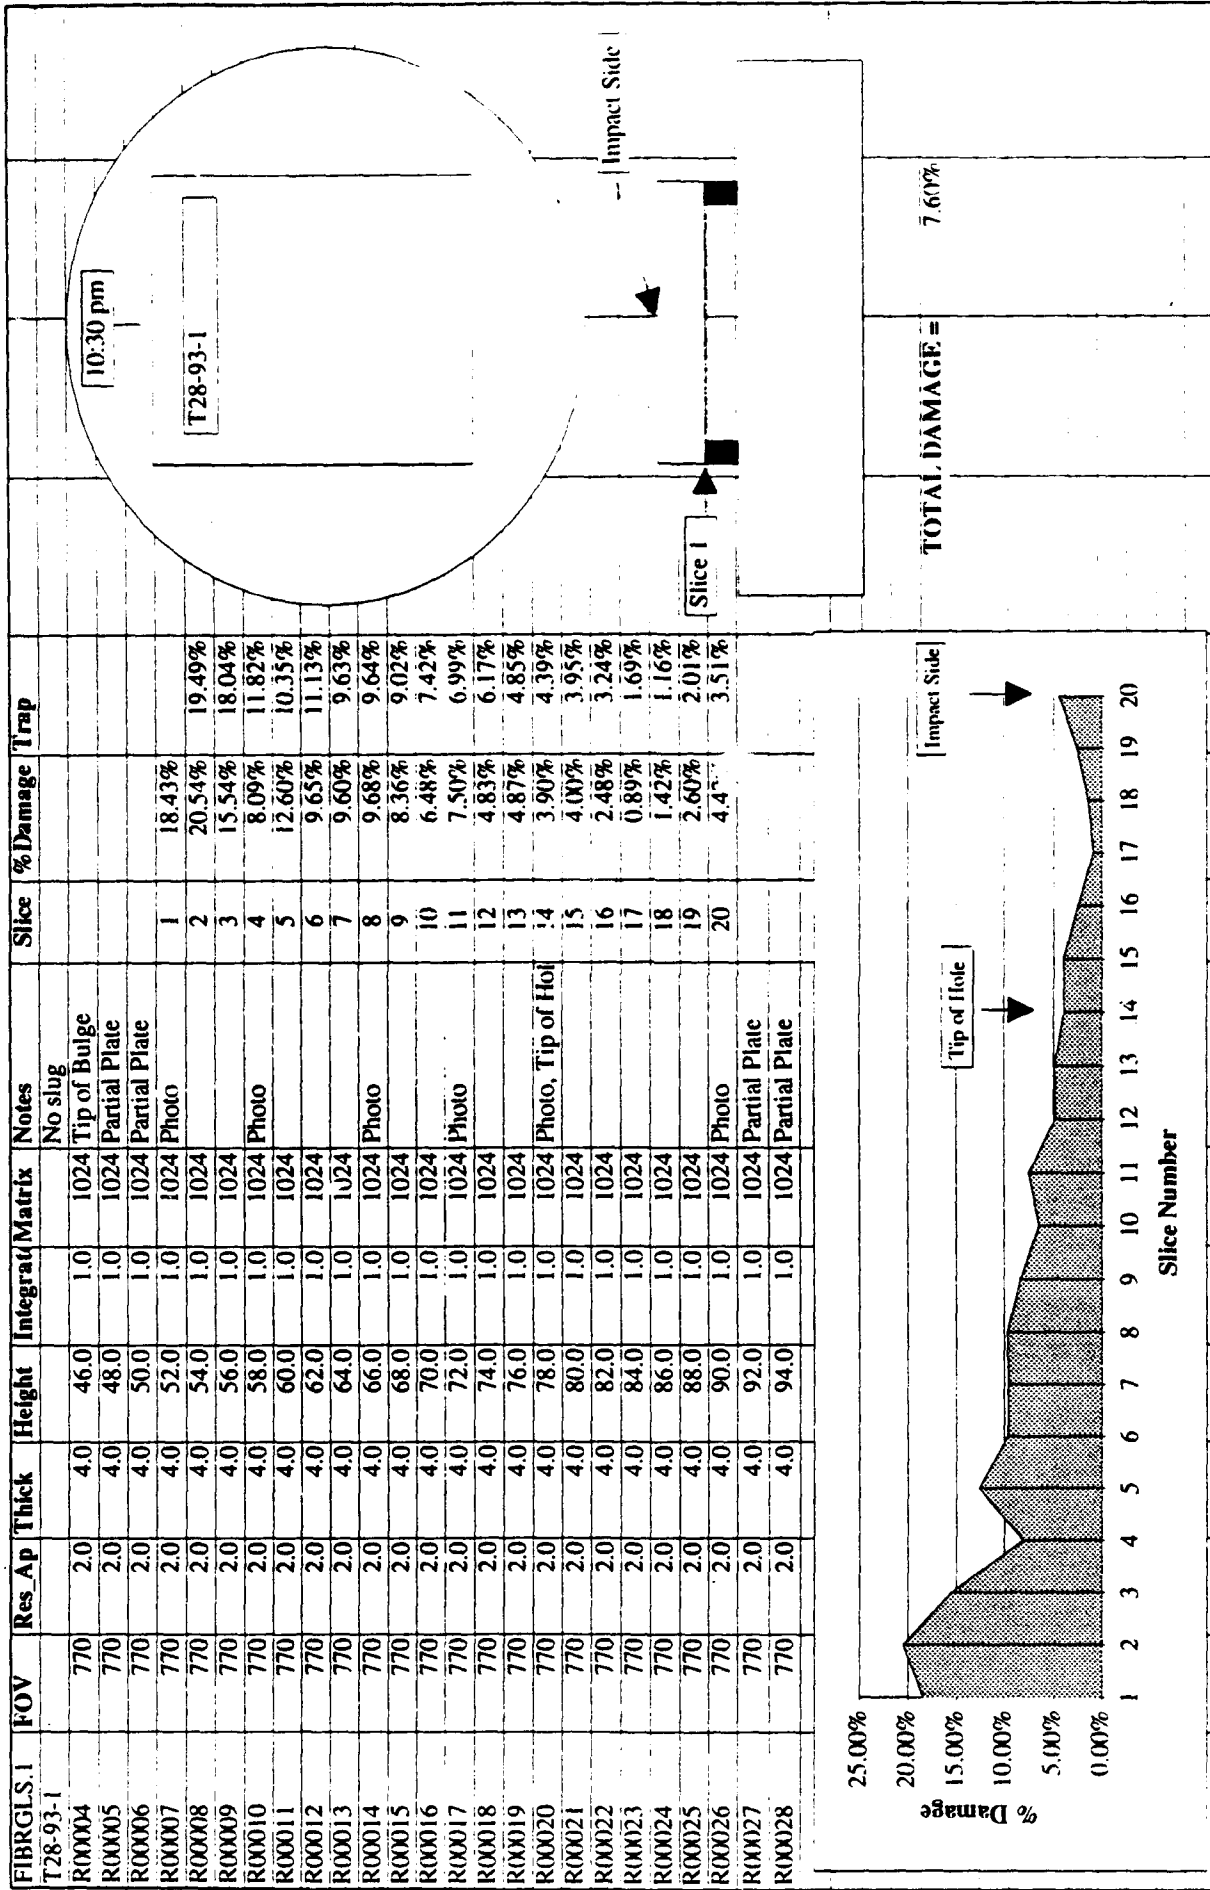 FIBRGLS.1 FOV Res_Ap Thick Height Integrat Matrix Notes Slice %Damage Trap
T28-93-1 No slug
R00004 770 2.0 4.0 46.0 1.0 1024 Tip of Bulge
R00005 770 2.0 4.0 48.0 1.0 1024 Partial Plate
R00006 770 2.0 4.0 50.0 1.0 1024 Partial Plate
R00007 770 2.0 4.0 52.0 1.0 1024 Photo 1 18.43%
R00008 770 2.0 4.0 54.0 1.0 1024 2 20.54% 19.49%
R00009 770 2.0 4.0 56.0 1.0 1024 3 15.54% 18.04%
R00010 770 2.0 4.0 58.0 1.0 1024 Photo 4 8.09% 11.82%
R00011 770 2.0 4.0 60.0 1.0 1024 5 12.60% 10.35%
R00012 770 2.0 4.0 62.0 1.0 1024 6 9.65% 11.13%
R00013 770 2.0 4.0 64.0 1.0 1024 7 9.60% 9.63%
R00014 770 2.0 4.0 66.0 1.0 1024 Photo 8 9.68% 9.64%
R00015 770 2.0 4.0 68.0 1.0 1024 9 8.36% 9.02%
R00016 770 2.0 4.0 70.0 1.0 1024 10 6.48% 7.42%
R00017 770 2.0 4.0 72.0 1.0 1024 Photo 11 7.50% 6.99%
R00018 770 2.0 4.0 74.0 1.0 1024 12 4.83% 6.17%
R00019 770 2.0 4.0 76.0 1.0 1024 13 4.87% 4.85%
R00020 770 2.0 4.0 78.0 1.0 1024 Photo, Tip of Hol 14 3.90% 4.39%
R00021 770 2.0 4.0 80.0 1.0 1024 15 4.00% 3.95%
R00022 770 2.0 4.0 82.0 1.0 1024 16 2.48% 3.24%
R00023 770 2.0 4.0 84.0 1.0 1024 17 0.89% 1.69%
R00024 770 2.0 4.0 86.0 1.0 1024 18 1.42% 1.16%
R00025 770 2.0 4.0 88.0 1.0 1024 19 2.60% 2.01%
R00026 770 2.0 4.0 90.0 1.0 1024 Photo 20 3.51%
R00027 770 2.0 4.0 92.0 1.0 1024 Partial Plate
R00028 770 2.0 4.0 94.0 1.0 1024 Partial Plate
10:30 pm
T28-93-1
Impact Side
Slice 1
TOTAL DAMAGE = 7.60%
% Damage
25.00%
20.00%
15.00%
10.00%
5.00%
0.00%
Tip of Hole
Impact Side
1 2 3 4 5 6 7 8 9 10 11 12 13 14 15 16 17 18 19 20
Slice Number